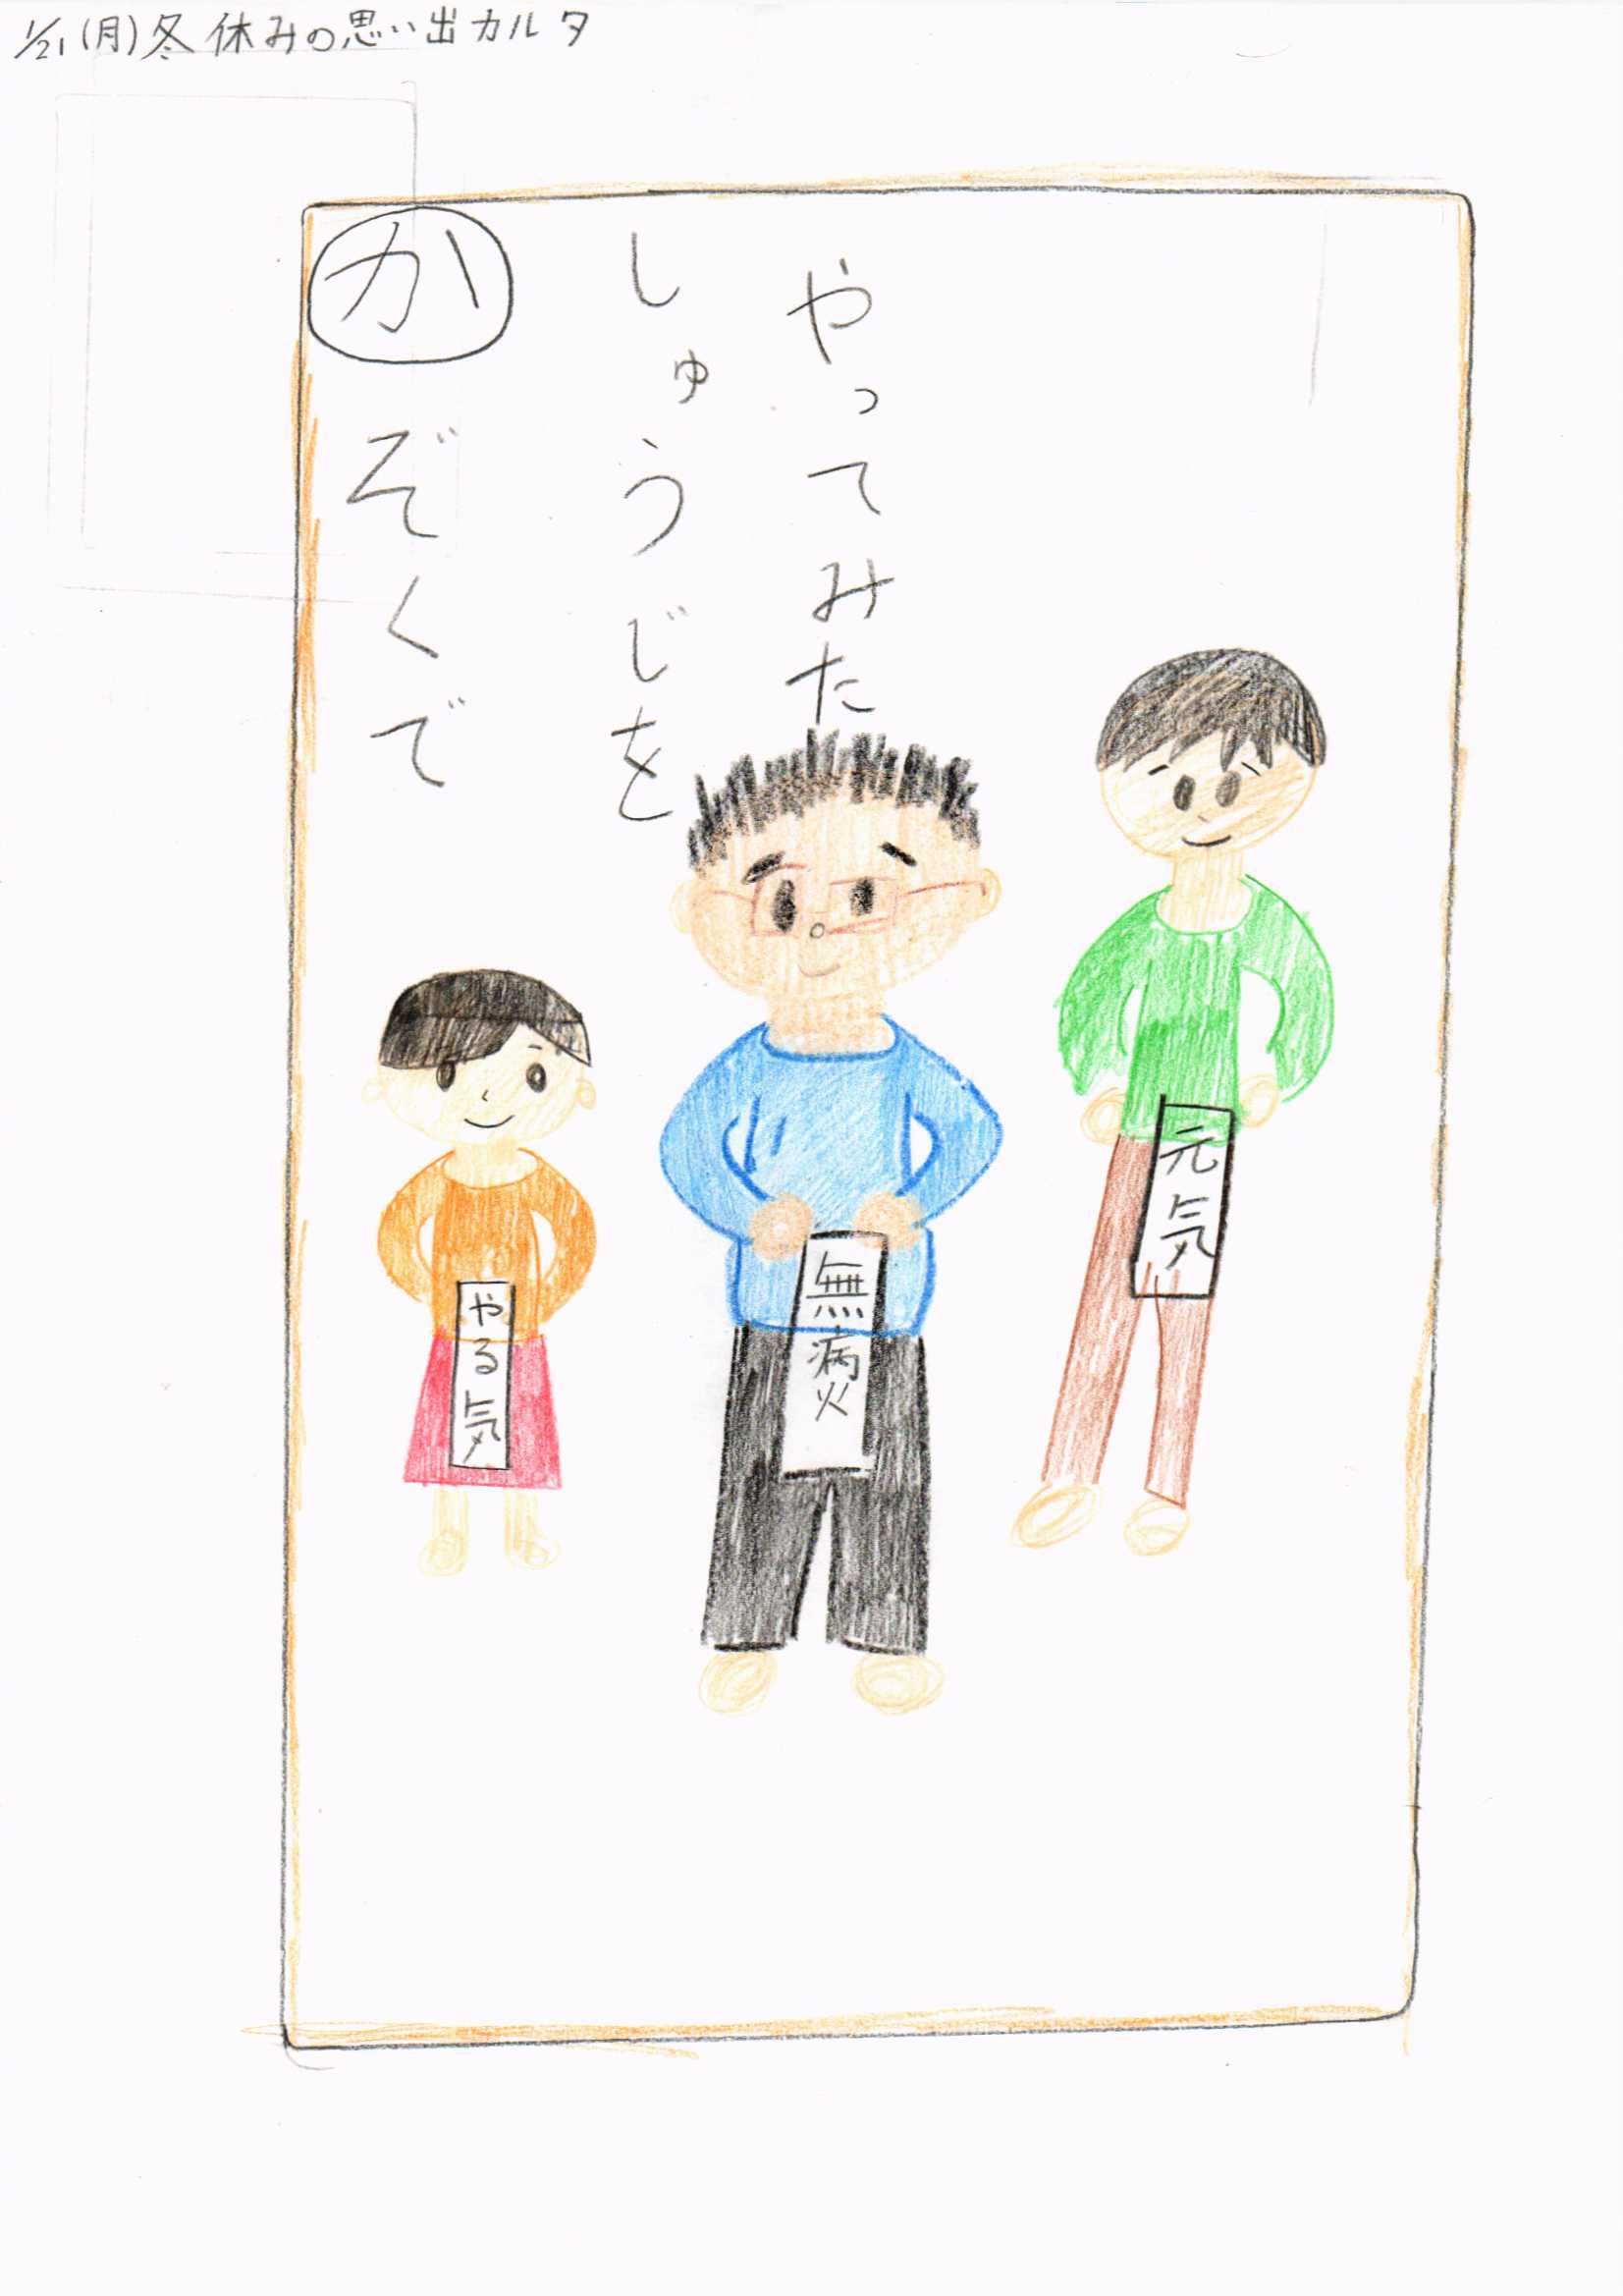 1/21(月)冬休みの思い出カルタ
かぞくで
しゅうじを
やってみた
やる気
無病火
元気